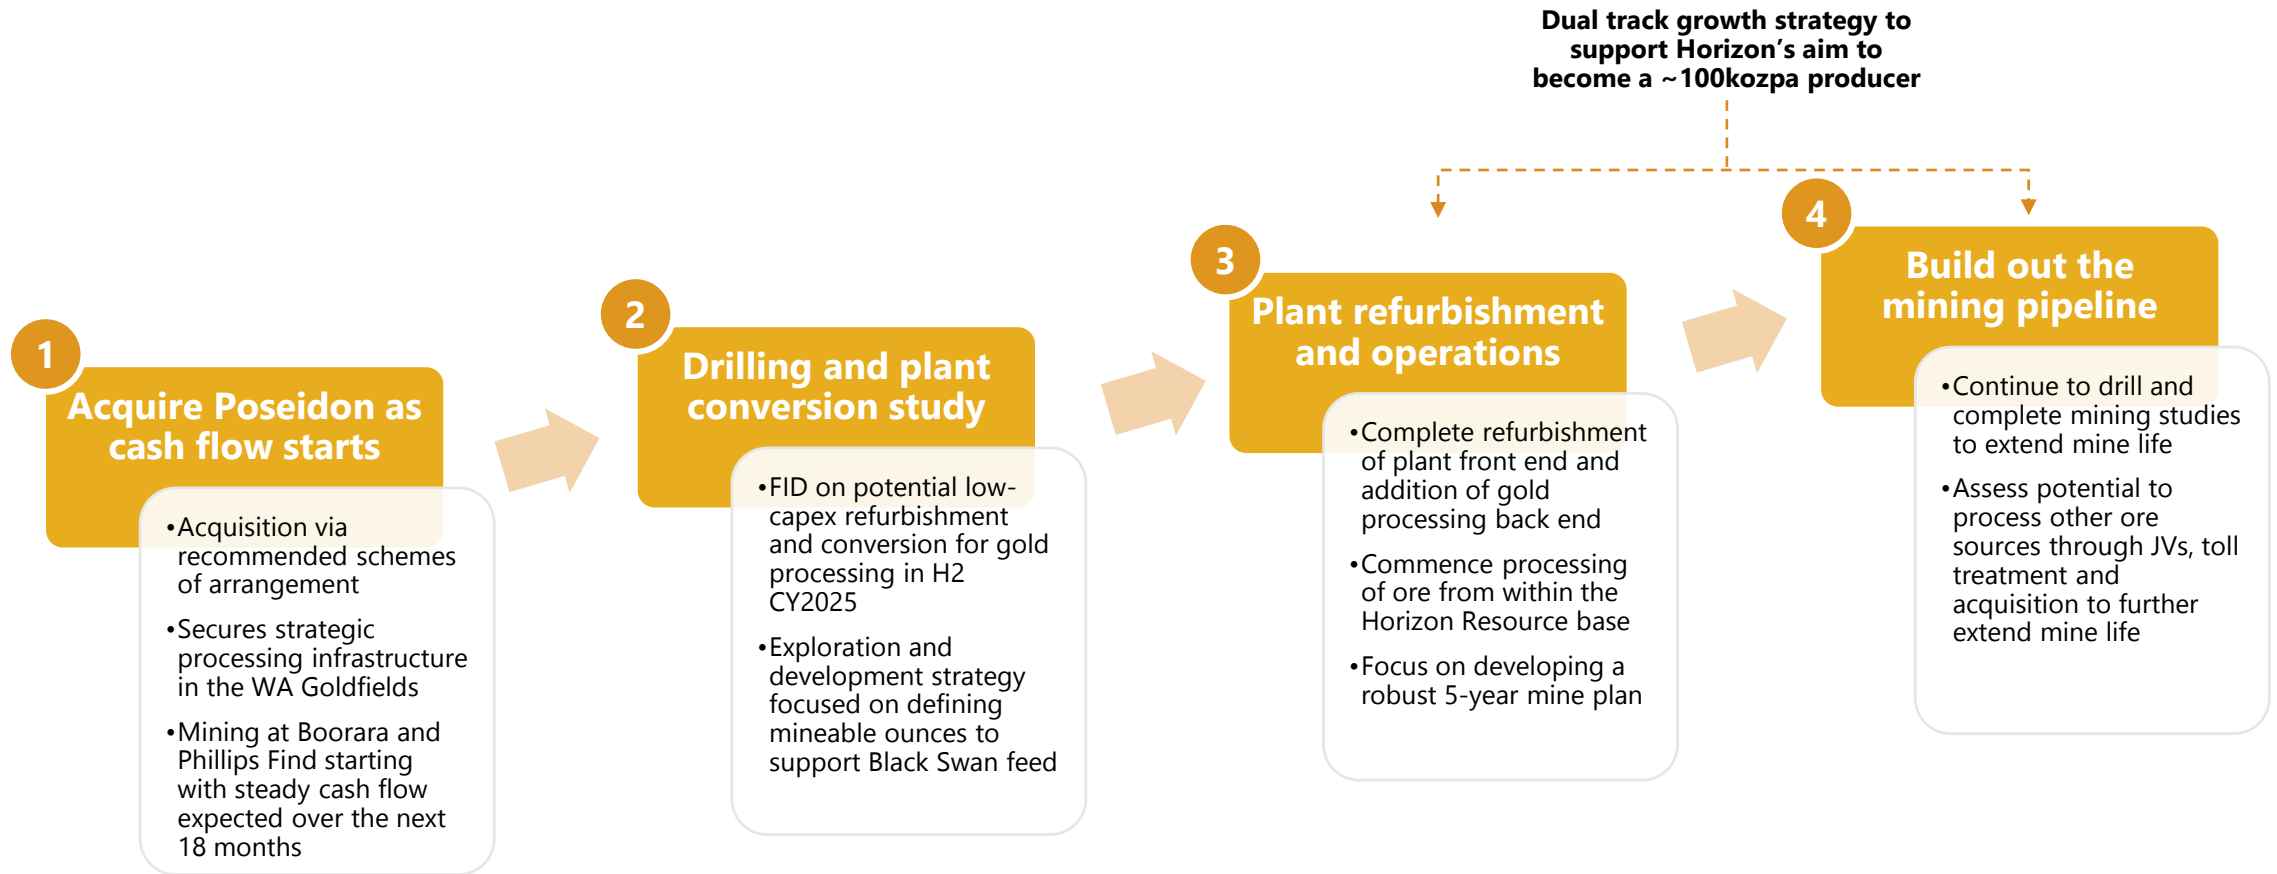 Dual track growth strategy to
support Horizon’s aim to
become a ~100kozpa producer
1
Acquire Poseidon as
cash flow starts
•Acquisition via
recommended schemes
of arrangement
•Secures strategic
processing infrastructure
in the WA Goldfields
•Mining at Boorara and
Phillips Find starting
with steady cash flow
expected over the next
18 months
2
Drilling and plant
conversion study
•FID on potential low-
capex refurbishment
and conversion for gold
processing in H2
CY2025
•Exploration and
development strategy
focused on defining
mineable ounces to
support Black Swan feed
3
Plant refurbishment
and operations
•Complete refurbishment
of plant front end and
addition of gold
processing back end
•Commence processing
of ore from within the
Horizon Resource base
•Focus on developing a
robust 5-year mine plan
4
Build out the
mining pipeline
•Continue to drill and
complete mining studies
to extend mine life
•Assess potential to
process other ore
sources through JVs, toll
treatment and
acquisition to further
extend mine life